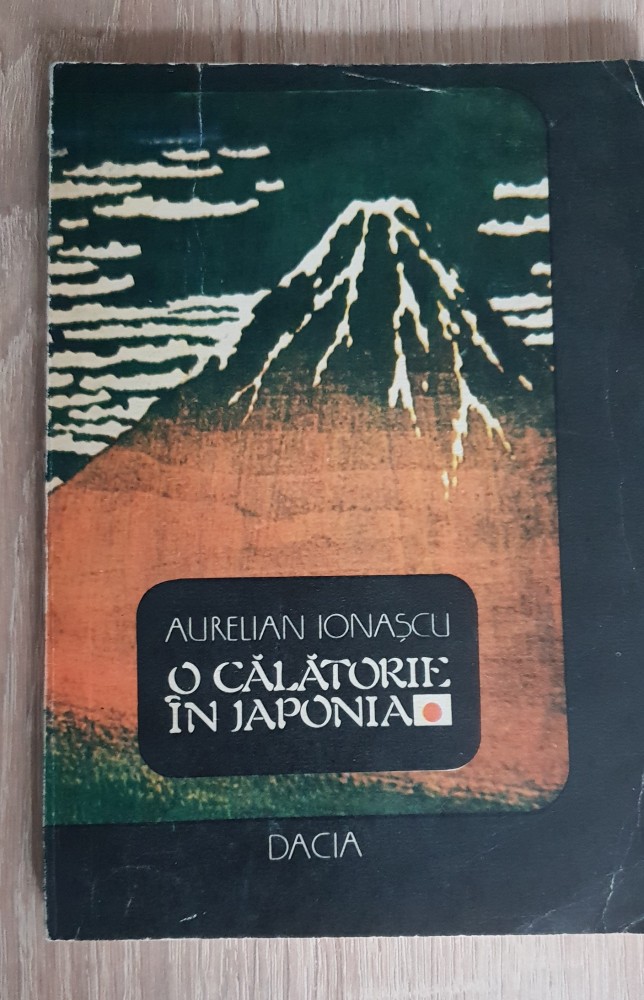 AURELIAN IONAȘCU
O CĂLĂTORIE
ÎN JAPONIA
DACIA